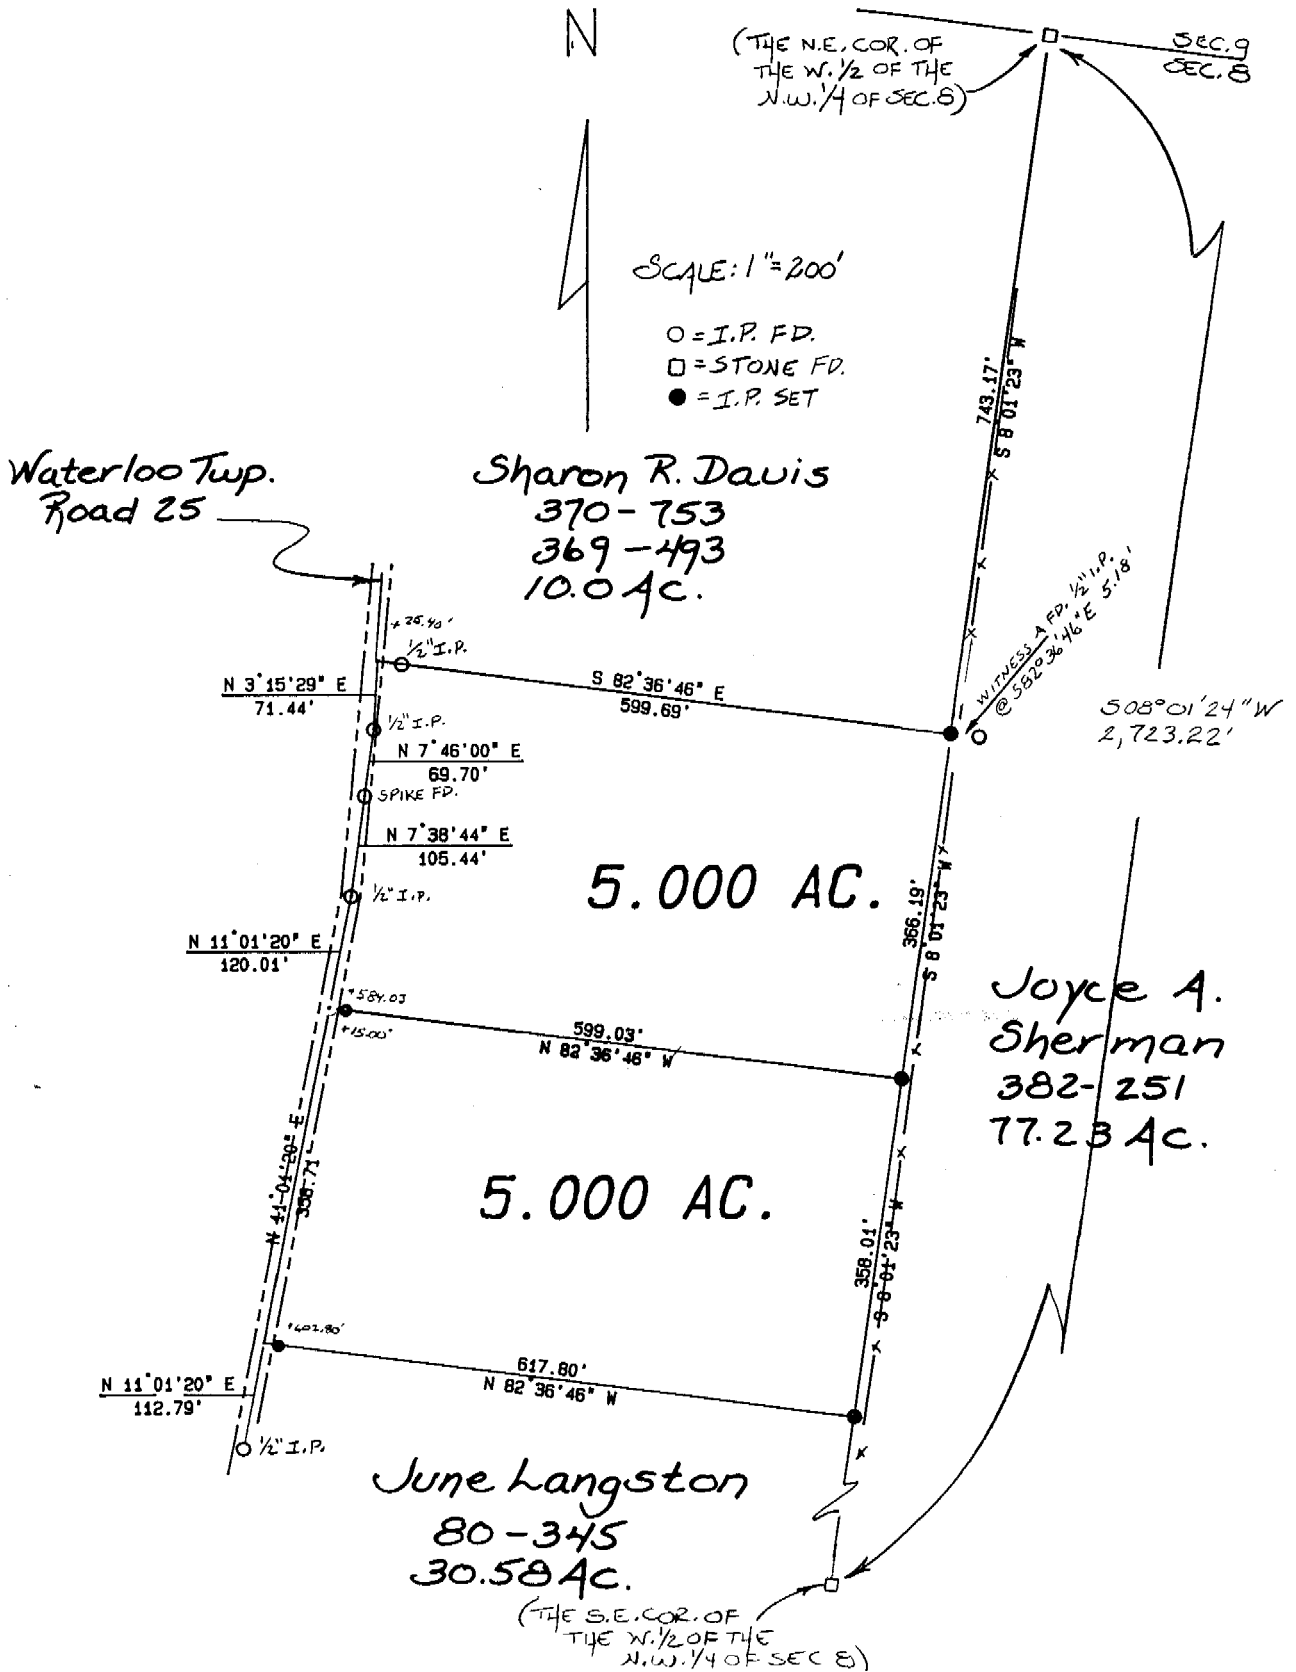 N
(THE N.E. COR. OF
THE W. 1/2 OF THE
N.W. 1/4 OF SEC. 8)
SEC. 9
SEC. 8
SCALE: 1"=200'
O = I.P. FD.
□ = STONE FD.
● = I.P. SET
743.17'
S 8°01'23" W
Waterloo Twp.
Road 25
Sharon R. Davis
370-753
369-493
10.0 AC.
+25.40'
1/2" I.P.
N 3°15'29" E
71.44'
S 82°36'46" E
599.69'
WITNESS A FD. 1/2" I.P.
@ S82°36'46"E 5.18'
S08°01'24"W
2,723.22'
1/2" I.P.
N 7°46'00" E
69.70'
SPIKE FD.
N 7°38'44" E
105.44'
1/2" I.P.
5.000 AC.
366.19'
S 8°01'23" W
N 11°01'20" E
120.01'
+584.03
+15.00'
599.03'
N 82°36'46" W
Joyce A.
Sherman
382-251
77.23 AC.
N 11°01'20" E
358.71'
5.000 AC.
358.01'
S 8°01'23" W
+602.80'
617.80'
N 82°36'46" W
N 11°01'20" E
112.79'
1/2" I.P.
June Langston
80-345
30.58 AC.
(THE S.E. COR. OF
THE W. 1/2 OF THE
N.W. 1/4 OF SEC 8)